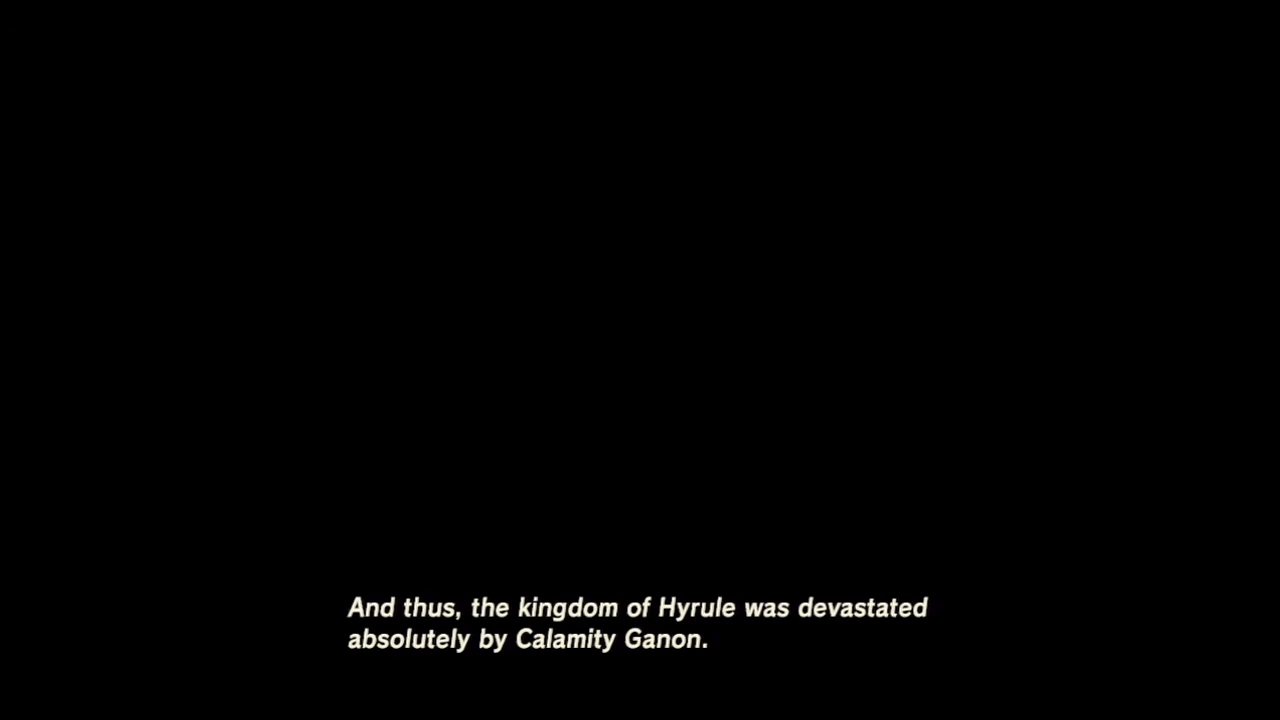 And thus, the kingdom of Hyrule was devastated
absolutely by Calamity Ganon.